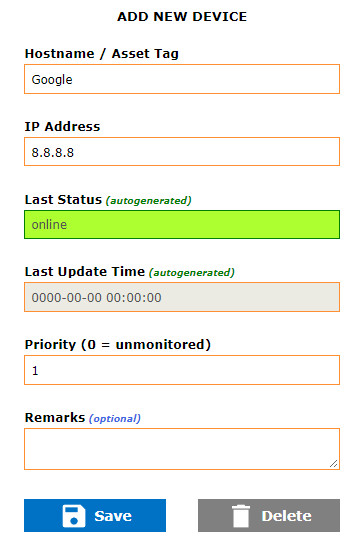 ADD NEW DEVICE
Hostname / Asset Tag
Google
IP Address
8.8.8.8
Last Status (autogenerated)
online
Last Update Time (autogenerated)
0000-00-00 00:00:00
Priority (0 = unmonitored)
1
Remarks (optional)
Save Delete